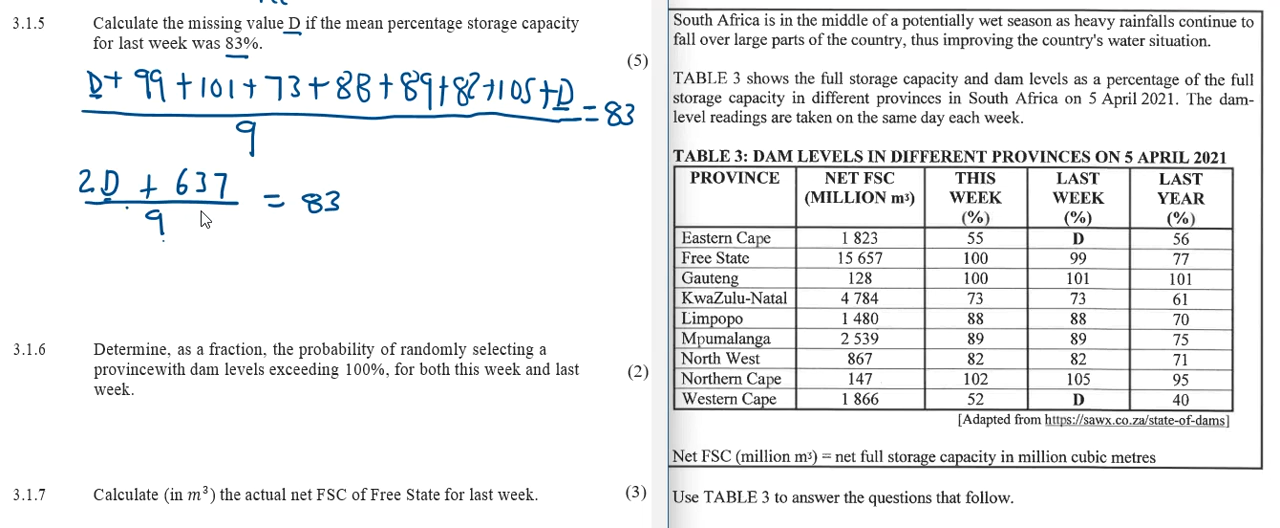 3.1.5 Calculate the missing value D if the mean percentage storage capacity
for last week was 83%.
(5)
D + 99 + 101 + 73 + 88 + 89 + 82 + 105 + D
= 83
9
2D + 637
= 83
9
3.1.6 Determine, as a fraction, the probability of randomly selecting a
provincewith dam levels exceeding 100%, for both this week and last
week.
(2)
3.1.7 Calculate (in m³) the actual net FSC of Free State for last week. (3)
South Africa is in the middle of a potentially wet season as heavy rainfalls continue to
fall over large parts of the country, thus improving the country's water situation.
TABLE 3 shows the full storage capacity and dam levels as a percentage of the full
storage capacity in different provinces in South Africa on 5 April 2021. The dam-
level readings are taken on the same day each week.
TABLE 3: DAM LEVELS IN DIFFERENT PROVINCES ON 5 APRIL 2021
PROVINCE NET FSC THIS LAST LAST
(MILLION m³) WEEK WEEK YEAR
(%) (%) (%)
Eastern Cape 1 823 55 D 56
Free State 15 657 100 99 77
Gauteng 128 100 101 101
KwaZulu-Natal 4 784 73 73 61
Limpopo 1 480 88 88 70
Mpumalanga 2 539 89 89 75
North West 867 82 82 71
Northern Cape 147 102 105 95
Western Cape 1 866 52 D 40
[Adapted from https://sawx.co.za/state-of-dams]
Net FSC (million m³) = net full storage capacity in million cubic metres
Use TABLE 3 to answer the questions that follow.